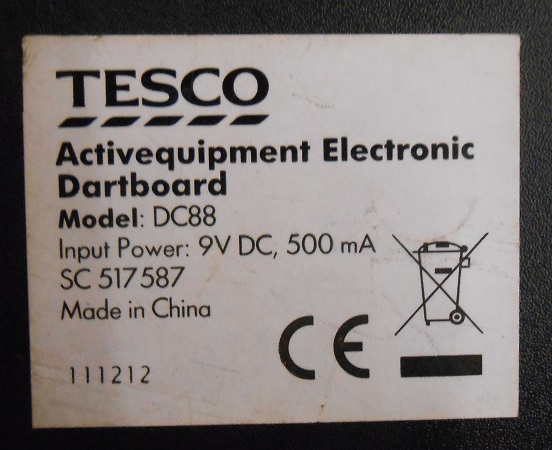 TESCO
Activequipment Electronic
Dartboard
Model: DC88
Input Power: 9V DC, 500 mA
SC 517587
Made in China
CE
111212